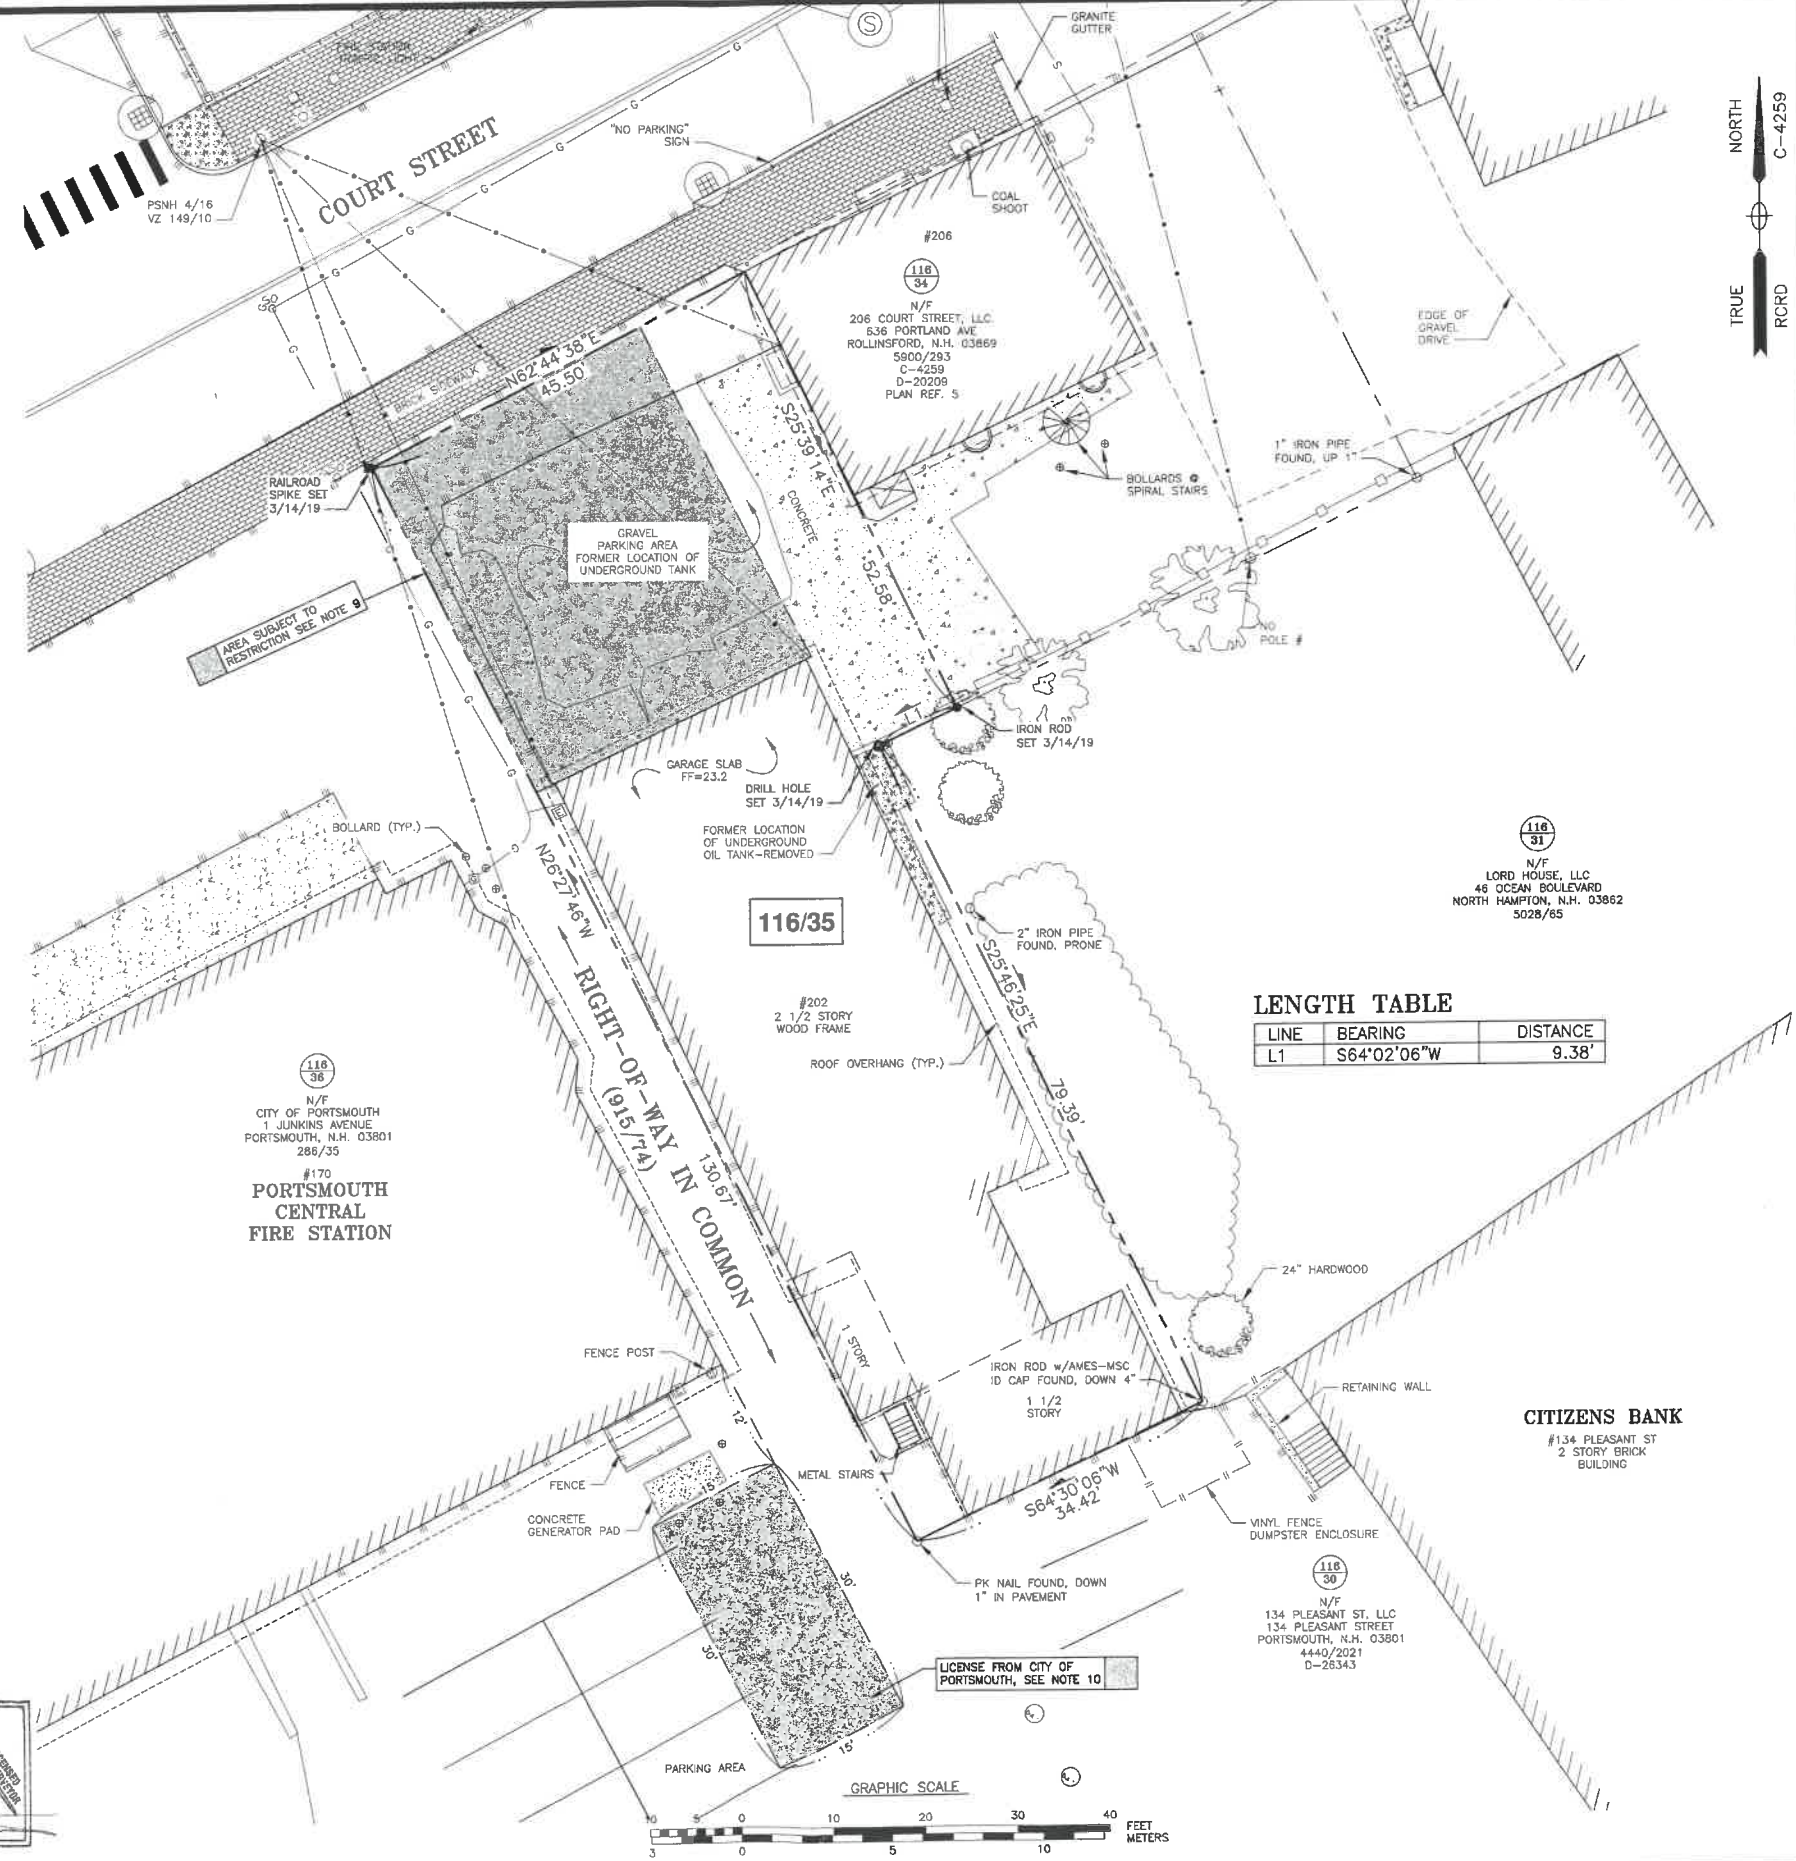 GRANITE
GUTTER
S
G
G
"NO PARKING"
SIGN
COURT STREET
PSNH 4/16
VZ 149/10
G
G
G
S
S
COAL
SHOOT
NORTH
C-4259
TRUE
RCRD
#206
116
34
N/F
206 COURT STREET, LLC
636 PORTLAND AVE
ROLLINSFORD, N.H. 03869
5900/293
C-4259
D-20209
PLAN REF. 5
EDGE OF
GRAVEL
DRIVE
GSO
G
BRICK SIDEWALK
N62°44'38"E
45.50'
S25°39'14"E
52.58'
CONCRETE
RAILROAD
SPIKE SET
3/14/19
1" IRON PIPE
FOUND, UP 1"
BOLLARDS @
SPIRAL STAIRS
GRAVEL
PARKING AREA
FORMER LOCATION OF
UNDERGROUND TANK
AREA SUBJECT TO
RESTRICTION SEE NOTE 9
NO
POLE #
L1
IRON ROD
SET 3/14/19
GARAGE SLAB
FF=23.2
DRILL HOLE
SET 3/14/19
FORMER LOCATION
OF UNDERGROUND
OIL TANK-REMOVED
BOLLARD (TYP.)
G
G
G
G
N26°27'46"W
116/35
2" IRON PIPE
FOUND, PRONE
S25°46'25"E
79.39'
116
31
N/F
LORD HOUSE, LLC
46 OCEAN BOULEVARD
NORTH HAMPTON, N.H. 03862
5028/65
#202
2 1/2 STORY
WOOD FRAME
ROOF OVERHANG (TYP.)
LENGTH TABLE
LINE BEARING DISTANCE
L1 S64°02'06"W 9.38'
RIGHT-OF-WAY IN COMMON
(915/74)
130.67'
116
36
N/F
CITY OF PORTSMOUTH
1 JUNKINS AVENUE
PORTSMOUTH, N.H. 03801
286/35
#170
PORTSMOUTH
CENTRAL
FIRE STATION
24" HARDWOOD
FENCE POST
1 STORY
IRON ROD w/AMES-MSC
ID CAP FOUND, DOWN 4"
1 1/2
STORY
RETAINING WALL
CITIZENS BANK
#134 PLEASANT ST
2 STORY BRICK
BUILDING
12'
15'
METAL STAIRS
FENCE
CONCRETE
GENERATOR PAD
S64°30'06"W
34.42'
VINYL FENCE
DUMPSTER ENCLOSURE
PK NAIL FOUND, DOWN
1" IN PAVEMENT
116
30
N/F
134 PLEASANT ST, LLC
134 PLEASANT STREET
PORTSMOUTH, N.H. 03801
4440/2021
D-26343
30'
30'
LICENSE FROM CITY OF
PORTSMOUTH, SEE NOTE 10
15'
PARKING AREA
GRAPHIC SCALE
10 5 0 10 20 30 40 FEET
3 0 5 10 METERS